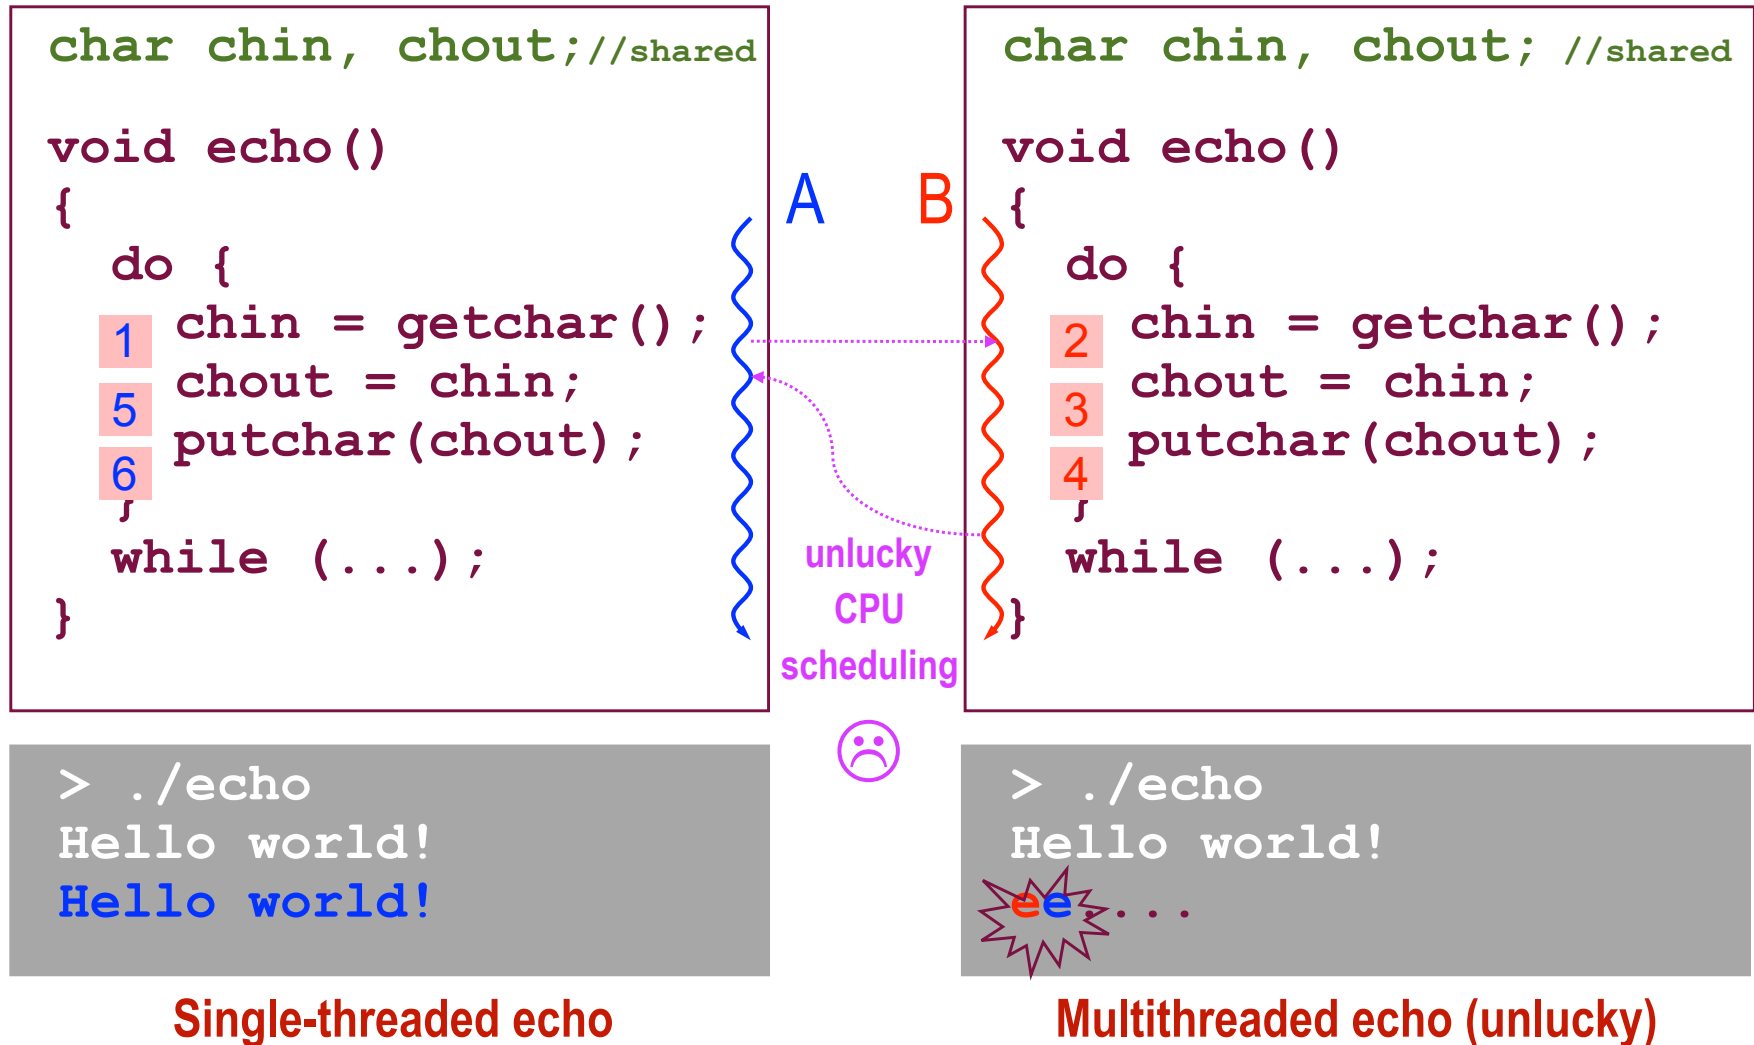 char chin, chout;//shared
void echo()
{
do {
1 chin = getchar();
5 chout = chin;
6 putchar(chout);
}
while (...);
}
A
B
char chin, chout; //shared
void echo()
{
do {
2 chin = getchar();
3 chout = chin;
4 putchar(chout);
}
while (...);
}
unlucky
CPU
scheduling
> ./echo
Hello world!
Hello world!
> ./echo
Hello world!
ee....
Single-threaded echo
Multithreaded echo (unlucky)